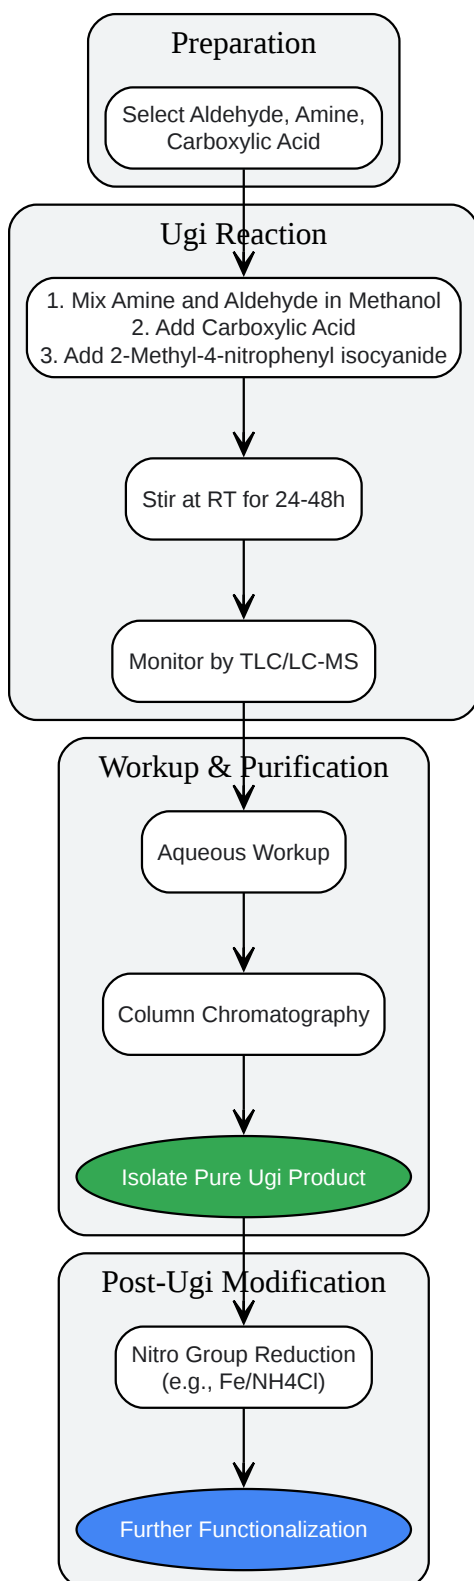 Preparation
Select Aldehyde, Amine,
Carboxylic Acid
Ugi Reaction
1. Mix Amine and Aldehyde in Methanol
2. Add Carboxylic Acid
3. Add 2-Methyl-4-nitrophenyl isocyanide
Stir at RT for 24-48h
Monitor by TLC/LC-MS
Workup & Purification
Aqueous Workup
Column Chromatography
Isolate Pure Ugi Product
Post-Ugi Modification
Nitro Group Reduction
(e.g., Fe/NH4Cl)
Further Functionalization